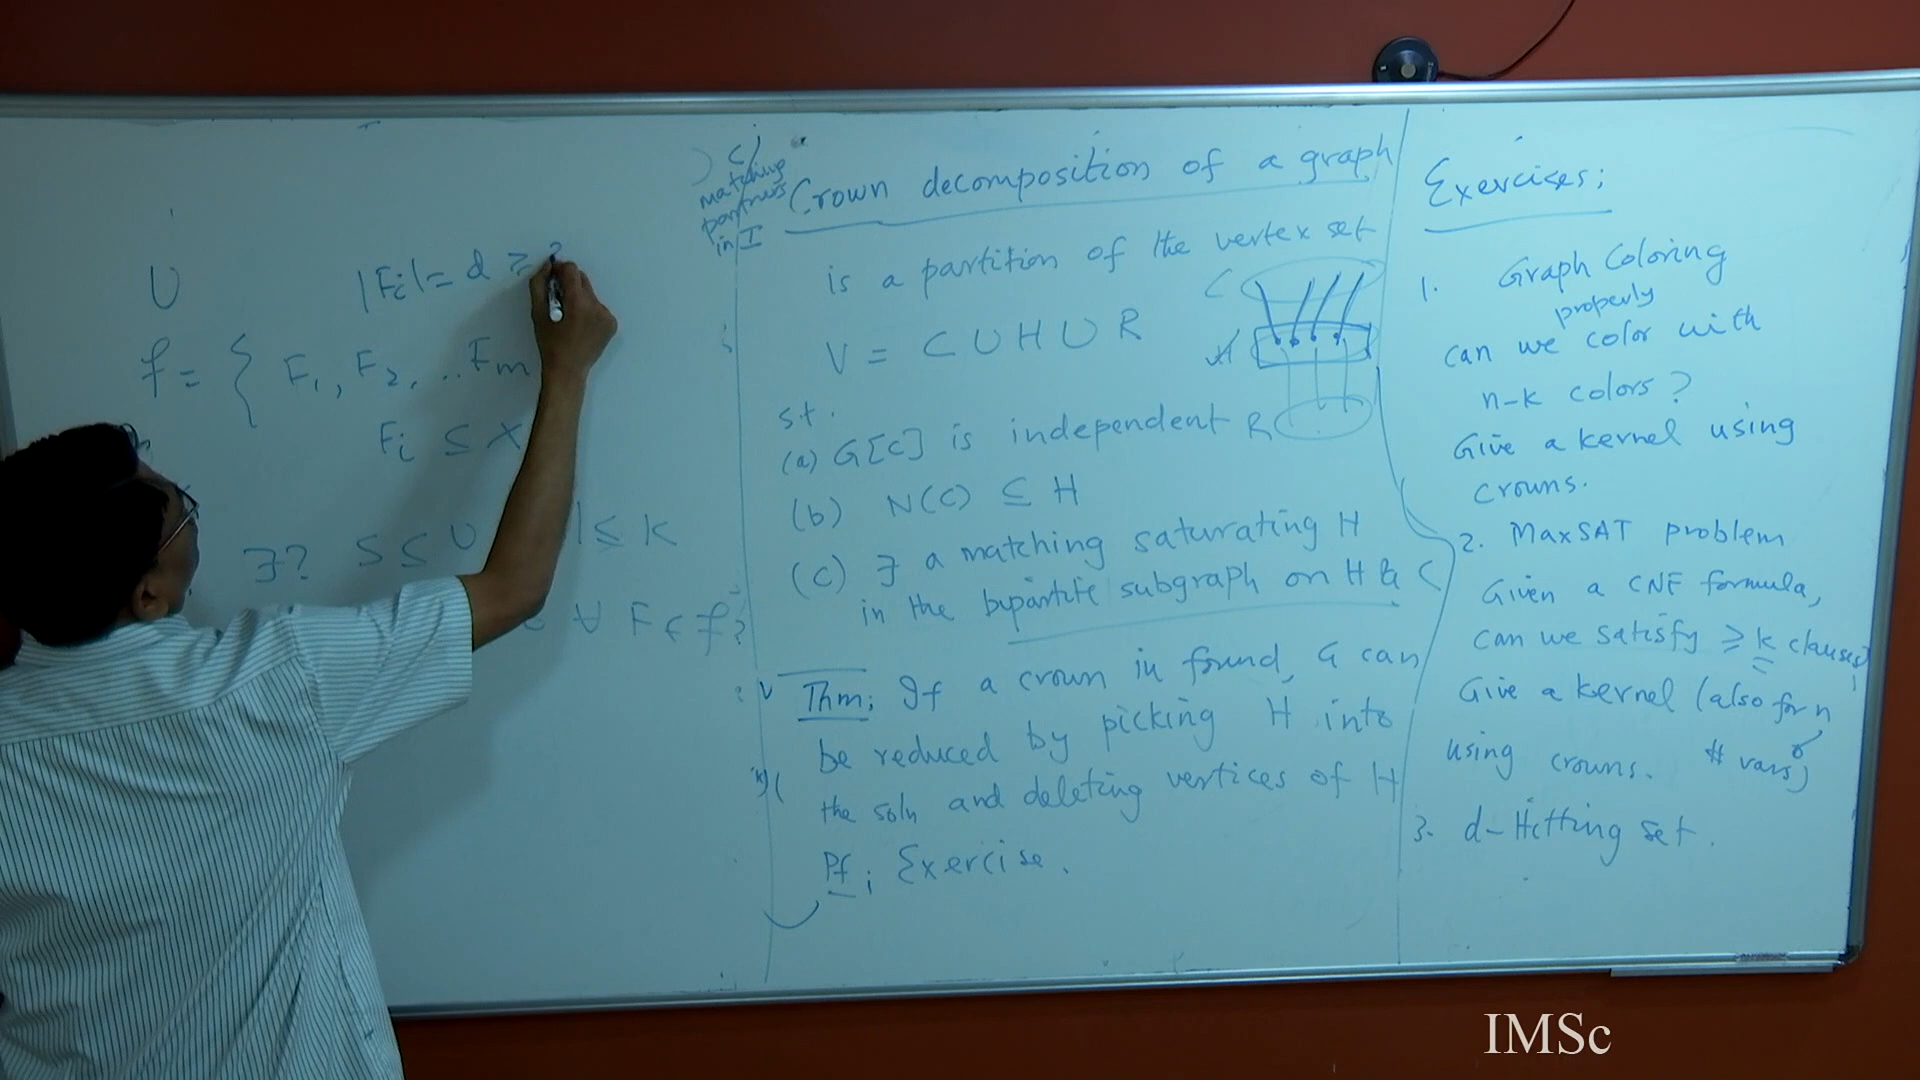 U
|Fi| = d ≥ 2
f = { F1, F2, ... Fm
Fi ⊆ X
∃? S ⊆ U | ≤ k
∀ F ∈ f ?
matching
partners
in I
Crown decomposition of a graph
is a partition of the vertex set
V = C ∪ H ∪ R
C
H
R
s.t.
(a) G[C] is independent
(b) N(C) ⊆ H
(c) ∃ a matching saturating H
in the bipartite subgraph on H & C
Thm: If a crown in found, G can
be reduced by picking H into
the soln and deleting vertices of H
Pf: Exercise.
Exercises:
1. Graph Coloring
properly
can we color with
n-k colors?
Give a kernel using
crowns.
2. MaxSAT problem
Given a CNF formula,
can we satisfy ≥ k clauses
Give a kernel (also for n
using crowns. # vars)
3. d-Hitting set.
IMSc